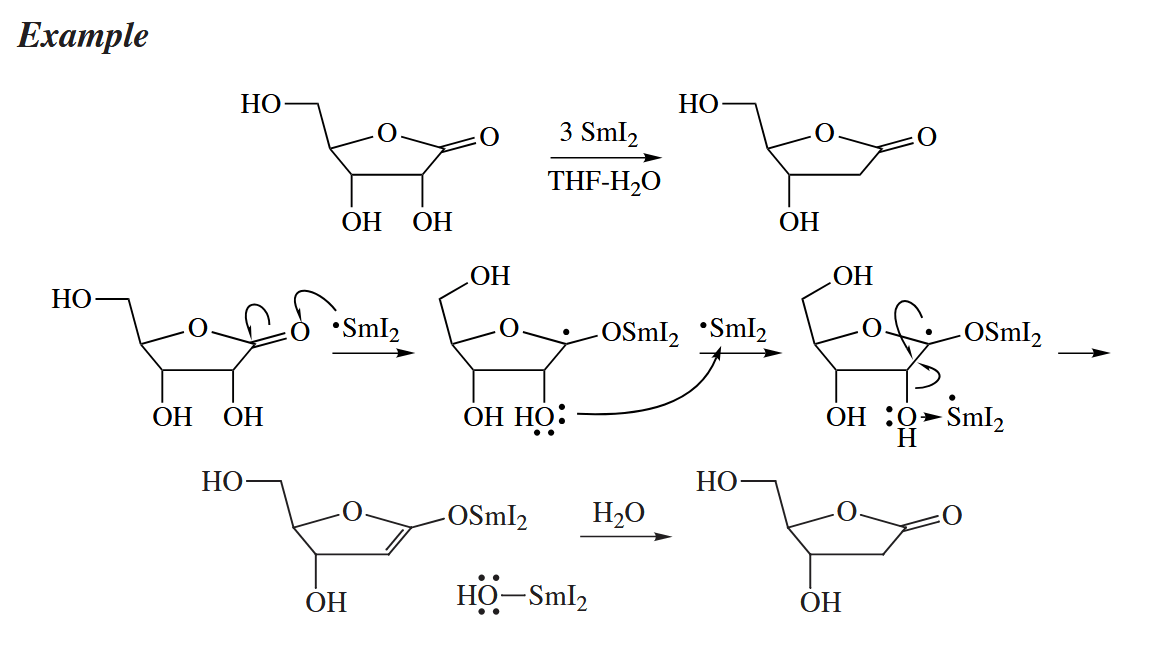 Example
HO O O 3 SmI₂ HO O O
THF-H₂O
OH OH OH
OH OH
HO O O •SmI₂ O • OSmI₂ •SmI₂ O • OSmI₂
OH OH OH HO: OH :O SmI₂
H
HO O OSmI₂ H₂O HO O O
OH HO—SmI₂ OH